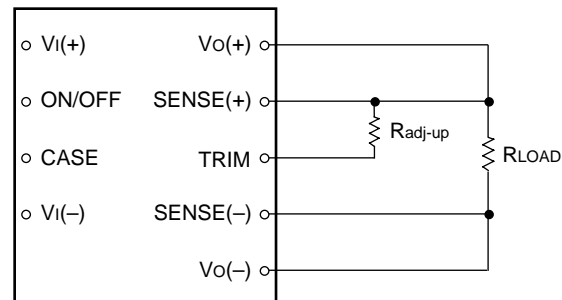 VI(+) VO(+)
ON/OFF SENSE(+)
Radj-up
CASE TRIM
RLOAD
VI(–) SENSE(–)
VO(–)